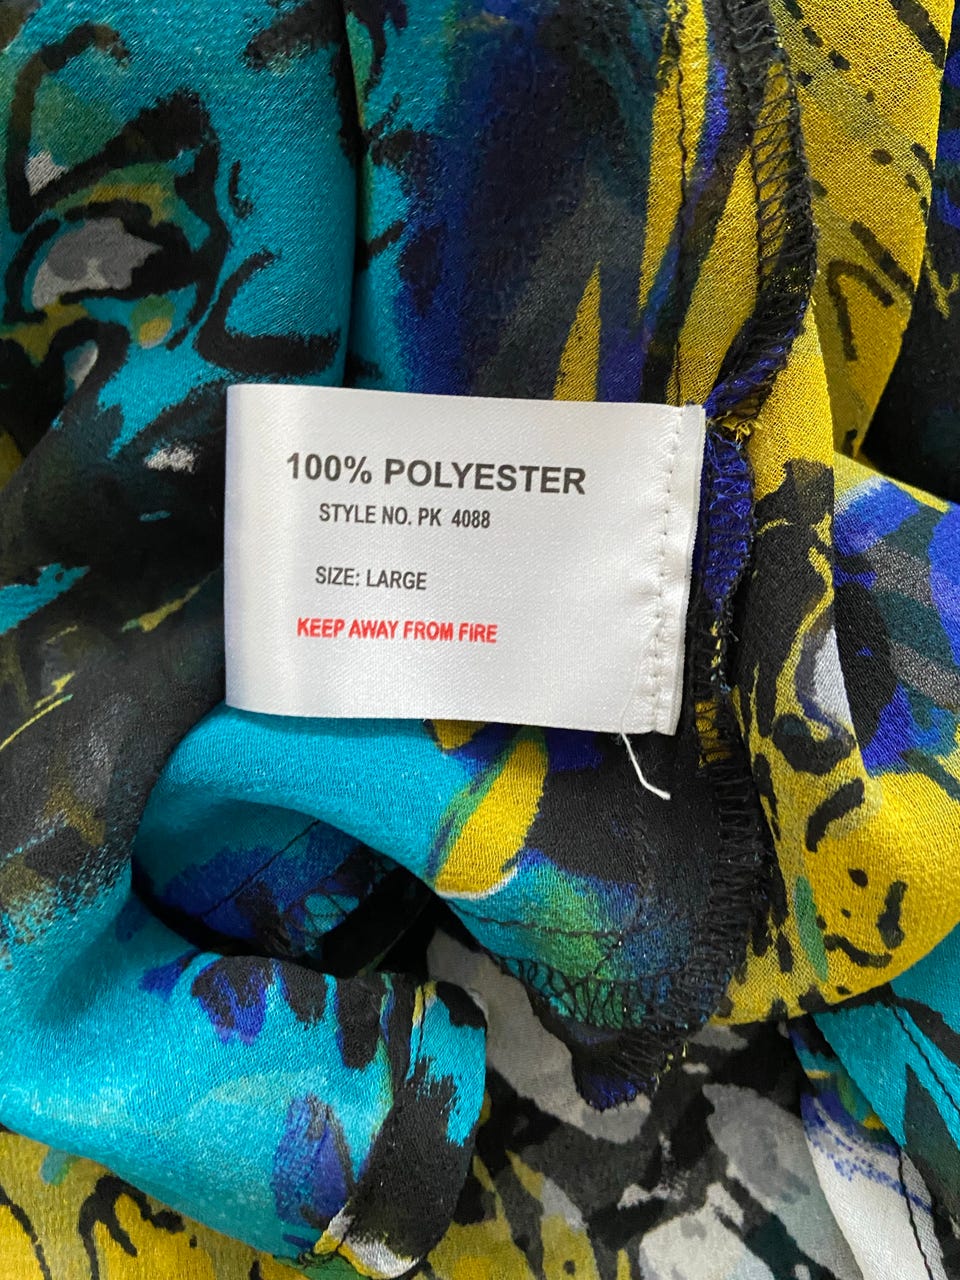 100% POLYESTER
STYLE NO. PK 4088
SIZE: LARGE
KEEP AWAY FROM FIRE